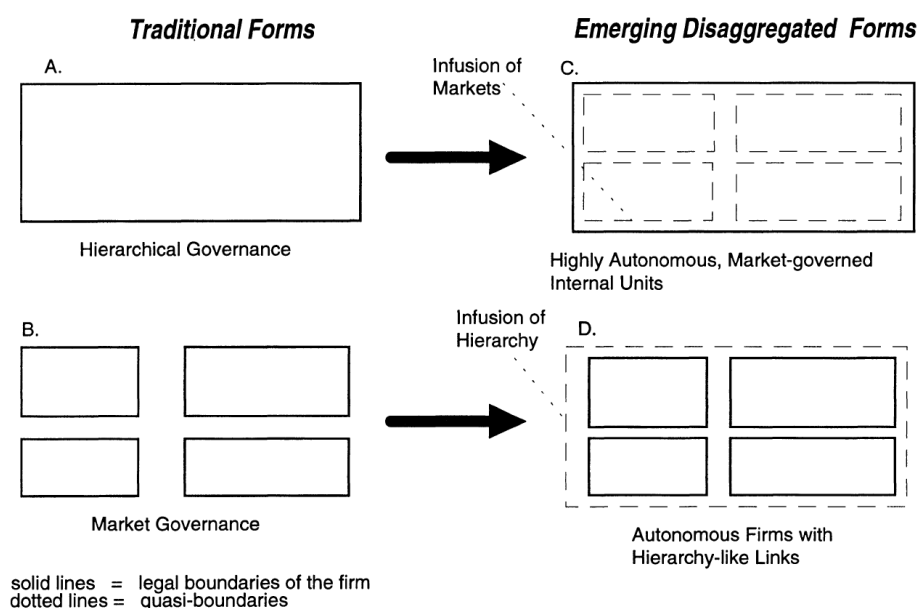 Traditional Forms
Emerging Disaggregated Forms
A.
Hierarchical Governance
Infusion of
Markets
C.
Highly Autonomous, Market-governed
Internal Units
B.
Market Governance
Infusion of
Hierarchy
D.
Autonomous Firms with
Hierarchy-like Links
solid lines = legal boundaries of the firm
dotted lines = quasi-boundaries